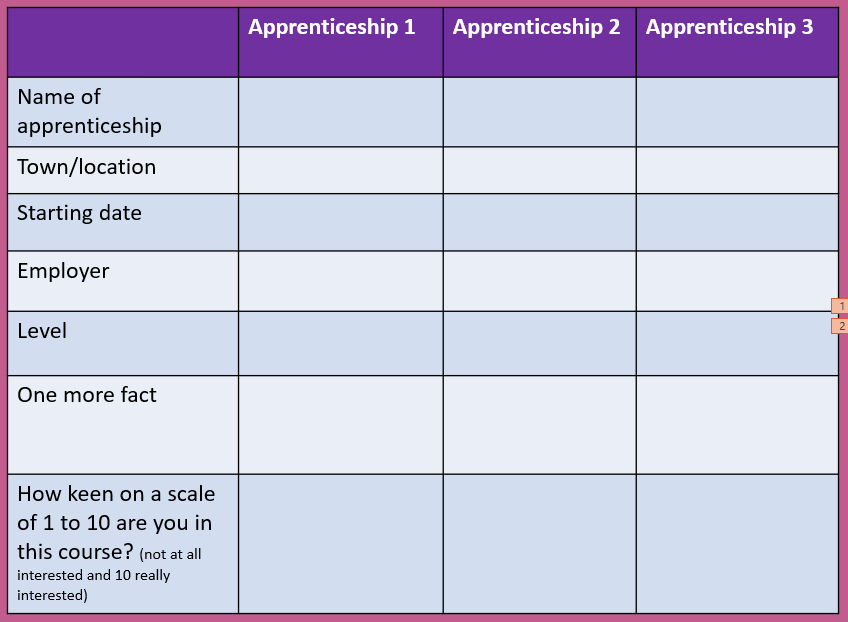 Apprenticeship 1 Apprenticeship 2 Apprenticeship 3
Name of
apprenticeship
Town/location
Starting date
Employer
1
Level
2
One more fact
How keen on a scale
of 1 to 10 are you in
this course? (not at all
interested and 10 really
interested)